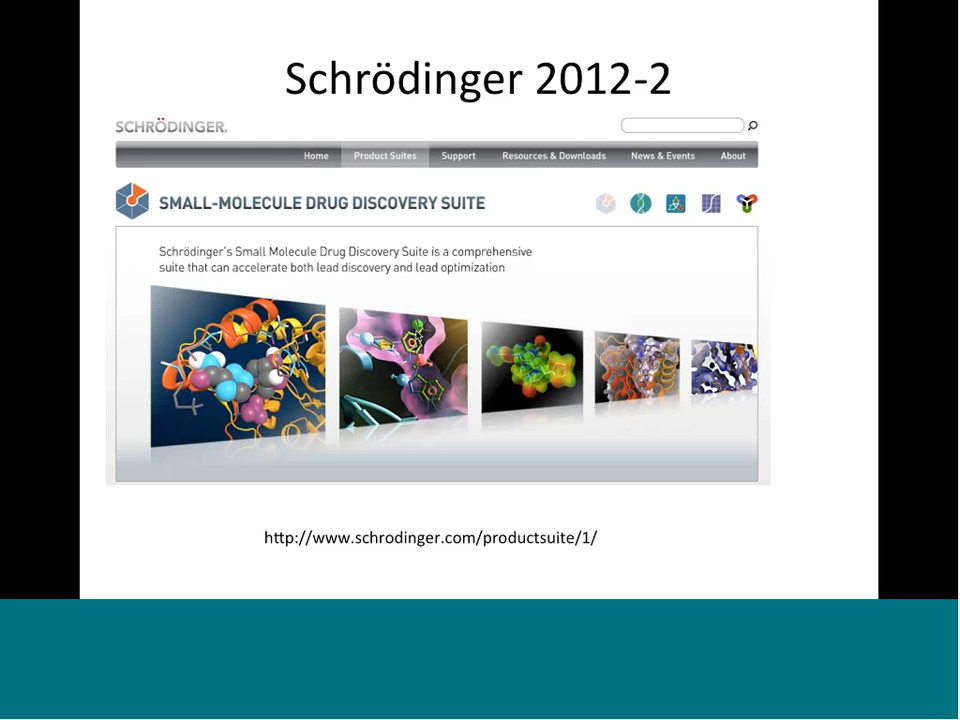 Schrödinger 2012-2
SCHRÖDINGER.
Home Product Suites Support Resources & Downloads News & Events About
SMALL-MOLECULE DRUG DISCOVERY SUITE
Schrödinger's Small Molecule Drug Discovery Suite is a comprehensive
suite that can accelerate both lead discovery and lead optimization
http://www.schrodinger.com/productsuite/1/